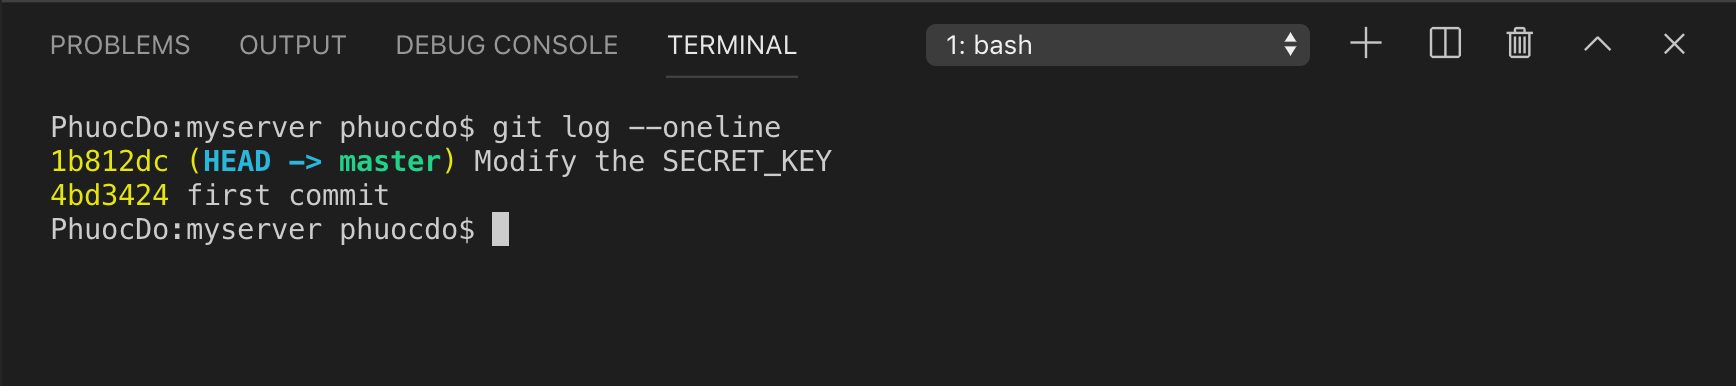 PROBLEMS OUTPUT DEBUG CONSOLE TERMINAL 1: bash
PhuocDo:myserver phuocdo$ git log --oneline
1b812dc (HEAD -> master) Modify the SECRET_KEY
4bd3424 first commit
PhuocDo:myserver phuocdo$